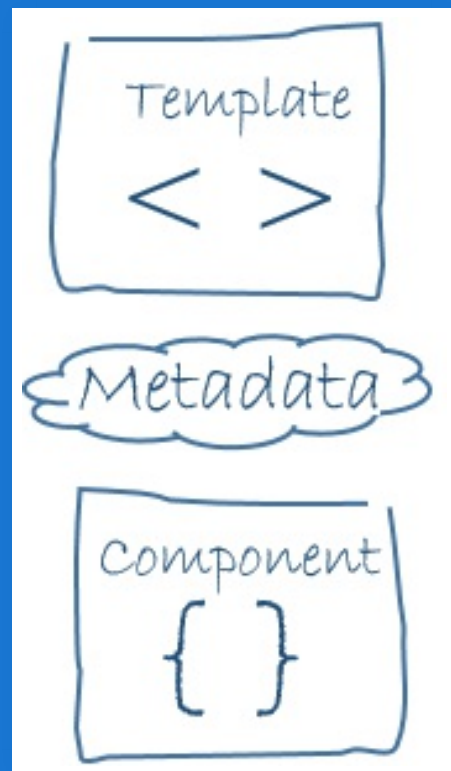 Template
< >
Metadata
Component
{ }